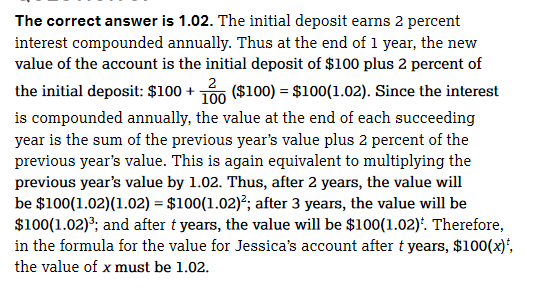 The correct answer is 1.02. The initial deposit earns 2 percent
interest compounded annually. Thus at the end of 1 year, the new
value of the account is the initial deposit of $100 plus 2 percent of
the initial deposit: $100 + 2/100 ($100) = $100(1.02). Since the interest
is compounded annually, the value at the end of each succeeding
year is the sum of the previous year’s value plus 2 percent of the
previous year’s value. This is again equivalent to multiplying the
previous year’s value by 1.02. Thus, after 2 years, the value will
be $100(1.02)(1.02) = $100(1.02)²; after 3 years, the value will be
$100(1.02)³; and after t years, the value will be $100(1.02)ᵗ. Therefore,
in the formula for the value for Jessica’s account after t years, $100(x)ᵗ,
the value of x must be 1.02.